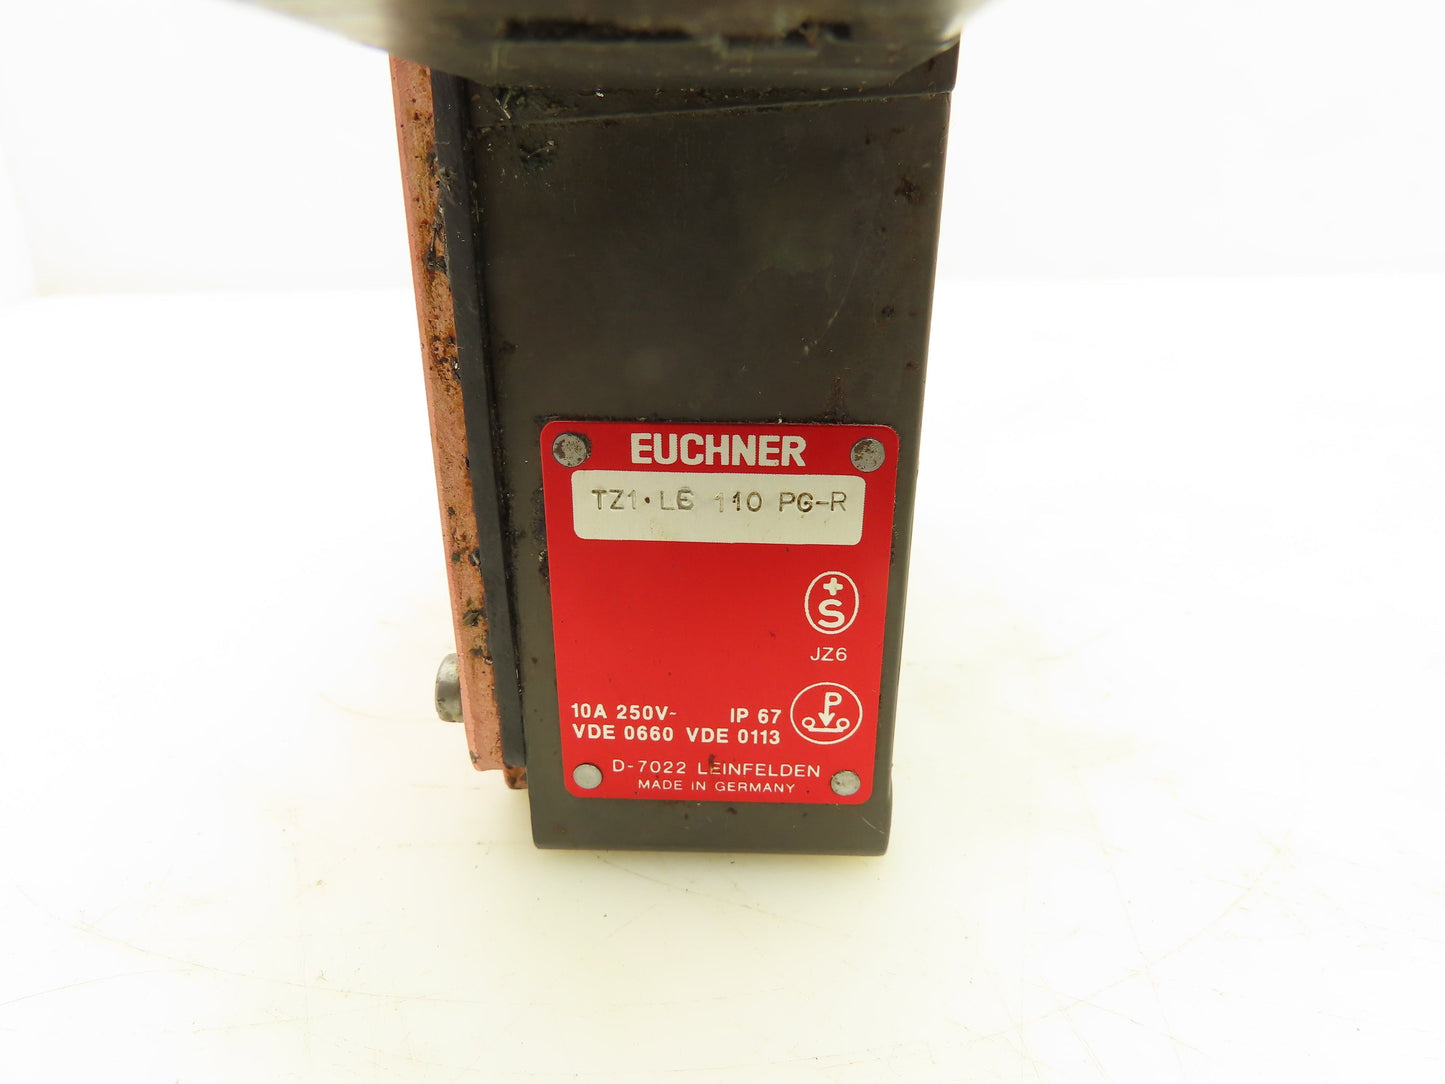 EUCHNER
TZ1·LE 110 PG-R
S
JZ6
P
10A 250V~ IP 67
VDE 0660 VDE 0113
D-7022 LEINFELDEN
MADE IN GERMANY